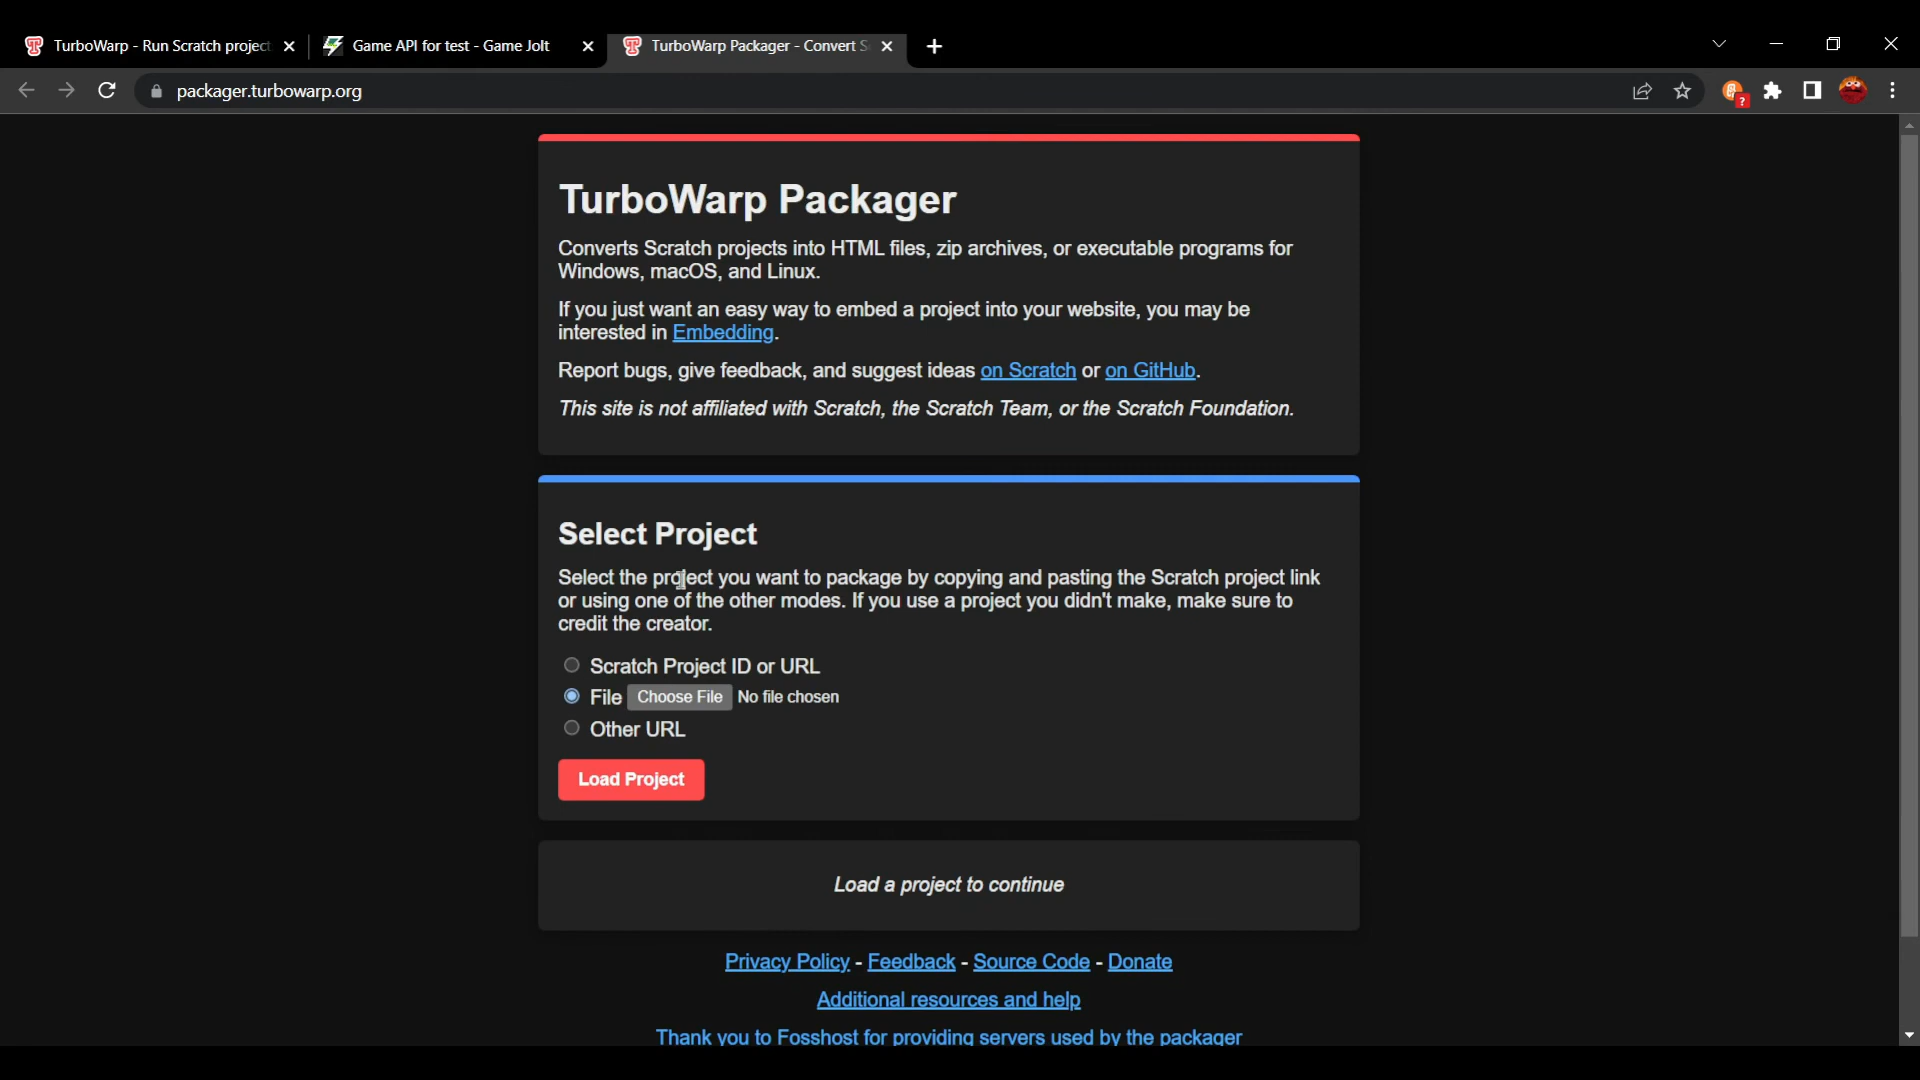 TurboWarp - Run Scratch project
Game API for test - Game Jolt
TurboWarp Packager - Convert S
packager.turbowarp.org
?
TurboWarp Packager
Converts Scratch projects into HTML files, zip archives, or executable programs for
Windows, macOS, and Linux.
If you just want an easy way to embed a project into your website, you may be
interested in Embedding.
Report bugs, give feedback, and suggest ideas on Scratch or on GitHub.
This site is not affiliated with Scratch, the Scratch Team, or the Scratch Foundation.
Select Project
Select the project you want to package by copying and pasting the Scratch project link
or using one of the other modes. If you use a project you didn't make, make sure to
credit the creator.
Scratch Project ID or URL
File Choose File No file chosen
Other URL
Load Project
Load a project to continue
Privacy Policy - Feedback - Source Code - Donate
Additional resources and help
Thank you to Fosshost for providing servers used by the packager